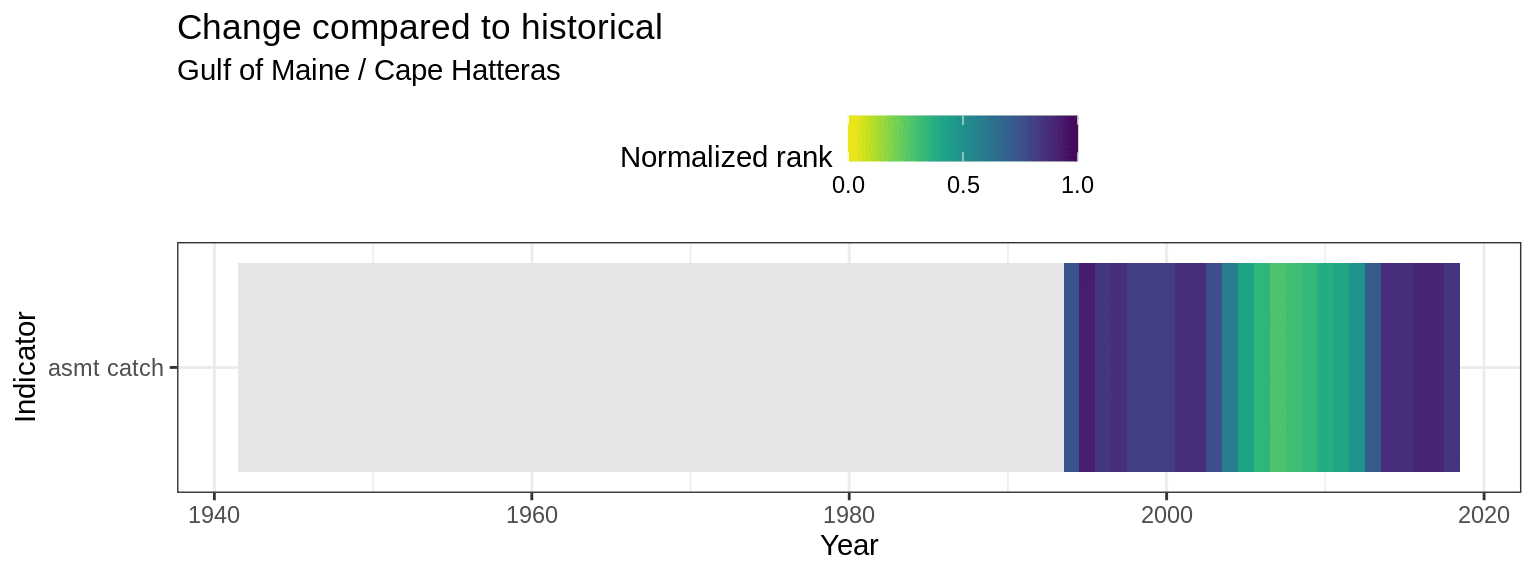 Change compared to historical
Gulf of Maine / Cape Hatteras
Normalized rank
0.0 0.5 1.0
Indicator
asmt catch
1940 1960 1980 2000 2020
Year